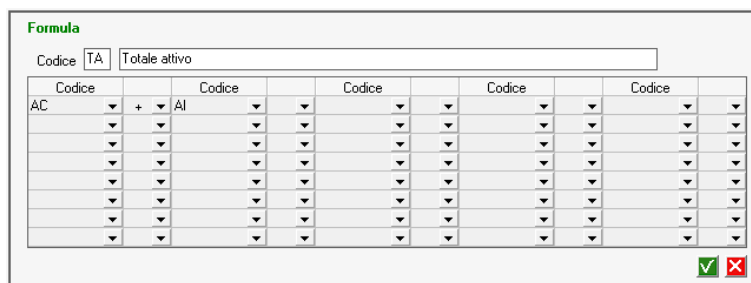 Formula
Codice TA Totale attivo
Codice Codice Codice Codice Codice
AC + AI